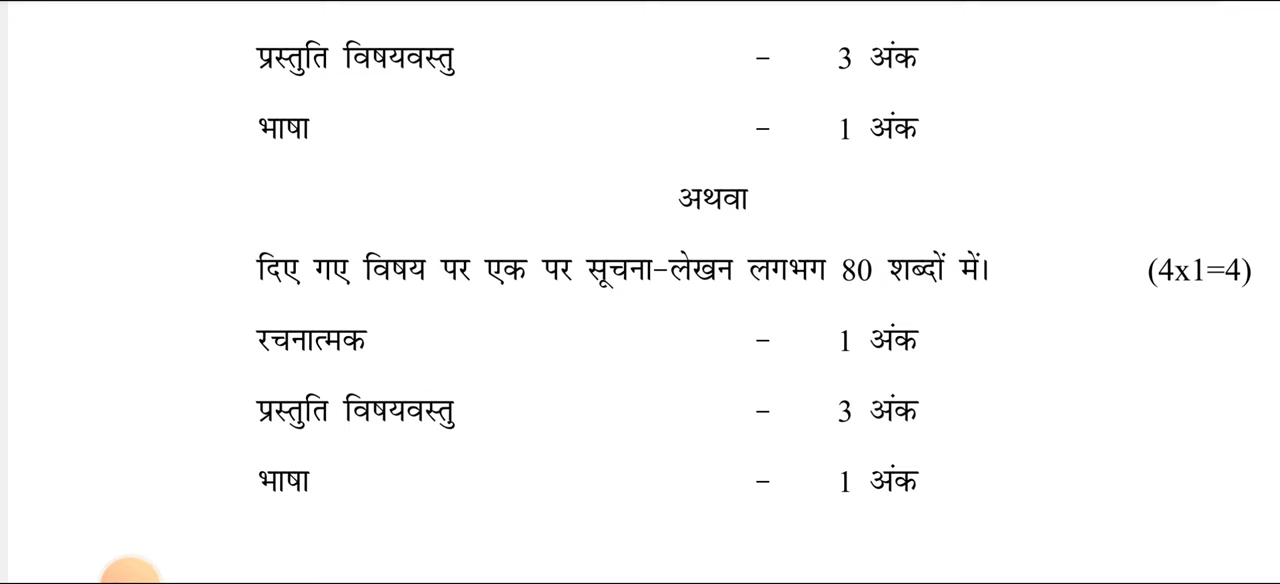 प्रस्तुति विषयवस्तु – 3 अंक
भाषा – 1 अंक
अथवा
दिए गए विषय पर एक पर सूचना-लेखन लगभग 80 शब्दों में। (4x1=4)
रचनात्मक – 1 अंक
प्रस्तुति विषयवस्तु – 3 अंक
भाषा – 1 अंक